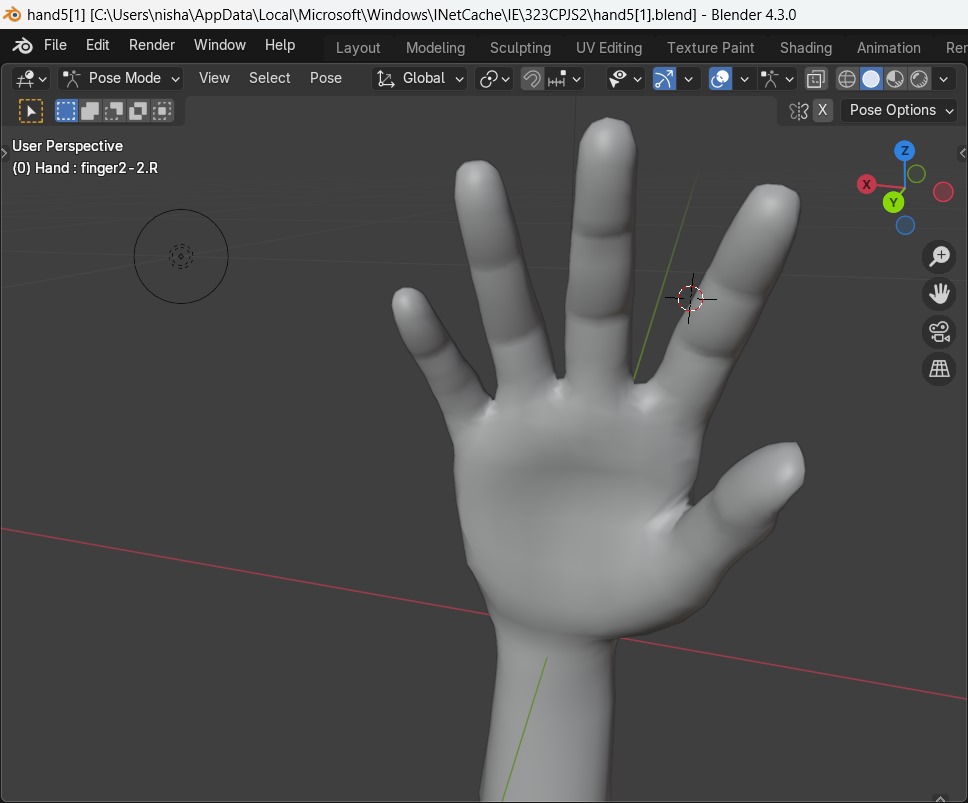 hand5[1] [C:\Users\nisha\AppData\Local\Microsoft\Windows\INetCache\IE\323CPJS2\hand5[1].blend] - Blender 4.3.0
File Edit Render Window Help Layout Modeling Sculpting UV Editing Texture Paint Shading Animation
Pose Mode View Select Pose Global
X Pose Options
User Perspective
(0) Hand : finger2-2.R
Z
X
Y